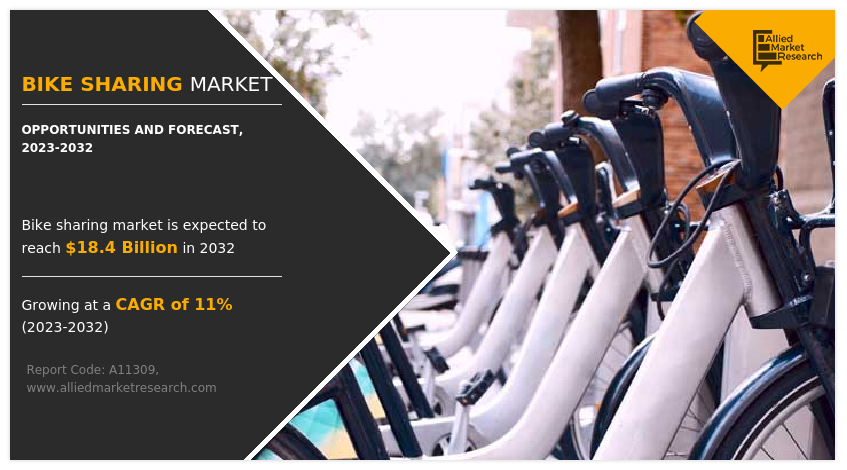 BIKE SHARING MARKET
OPPORTUNITIES AND FORECAST,
2023-2032
Bike sharing market is expected to
reach $18.4 Billion in 2032
Growing at a CAGR of 11%
(2023-2032)
Report Code: A11309,
www.alliedmarketresearch.com
Allied
Market
Research